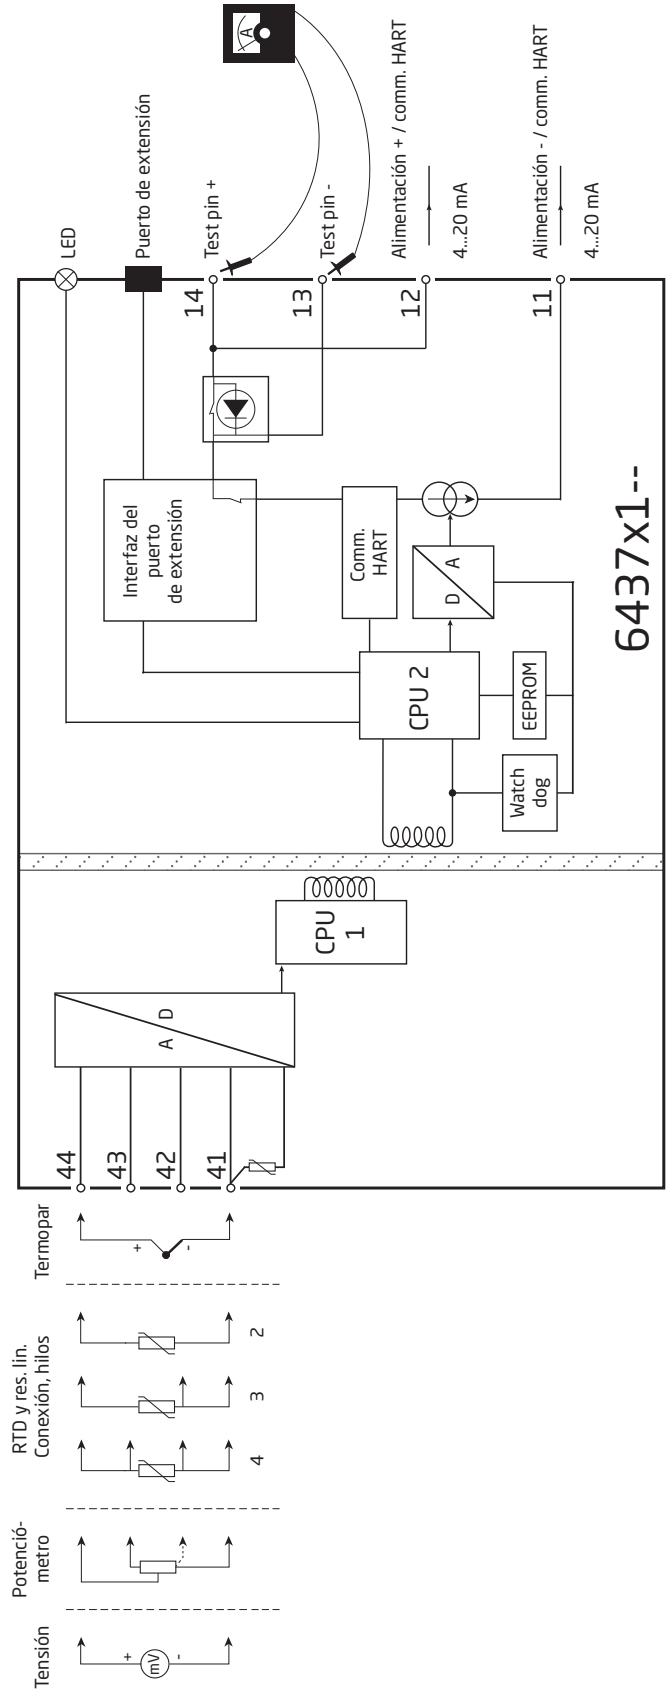 Tensión
Potenció-
metro
RTD y res. lin.
Conexión, hilos
Termopar
mV
+
-
4
3
2
+
-
44
43
42
41
A
D
CPU
1
CPU 2
Watch
dog
EEPROM
D
A
Comm.
HART
Interfaz del
puerto
de extensión
6437x1--
14
13
12
11
LED
Puerto de extensión
Test pin +
Test pin -
A
Alimentación + / comm. HART
4...20 mA
Alimentación - / comm. HART
4...20 mA